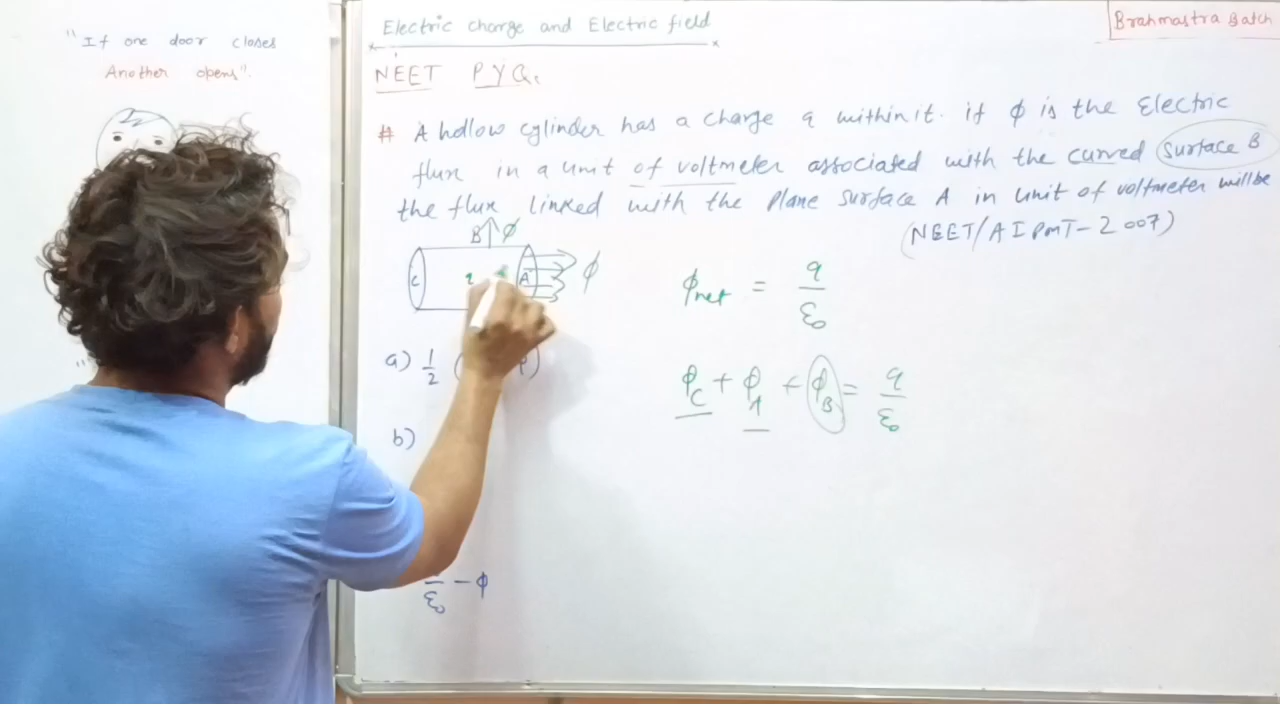 "If one door closes
Another opens".
Electric charge and Electric field
Brahmastra Batch
NEET PYQs
# A hollow cylinder has a charge q within it. if ϕ is the Electric
flux in a unit of voltmeter associated with the curved surface B
the flux linked with the plane surface A in unit of voltmeter will be
(NEET/AIPMT-2007)
B ϕ
C q A ϕ
ϕnet = q/ε0
a) 1/2 (
ϕC + ϕA + ϕB = q/ε0
b)
ε0 - ϕ